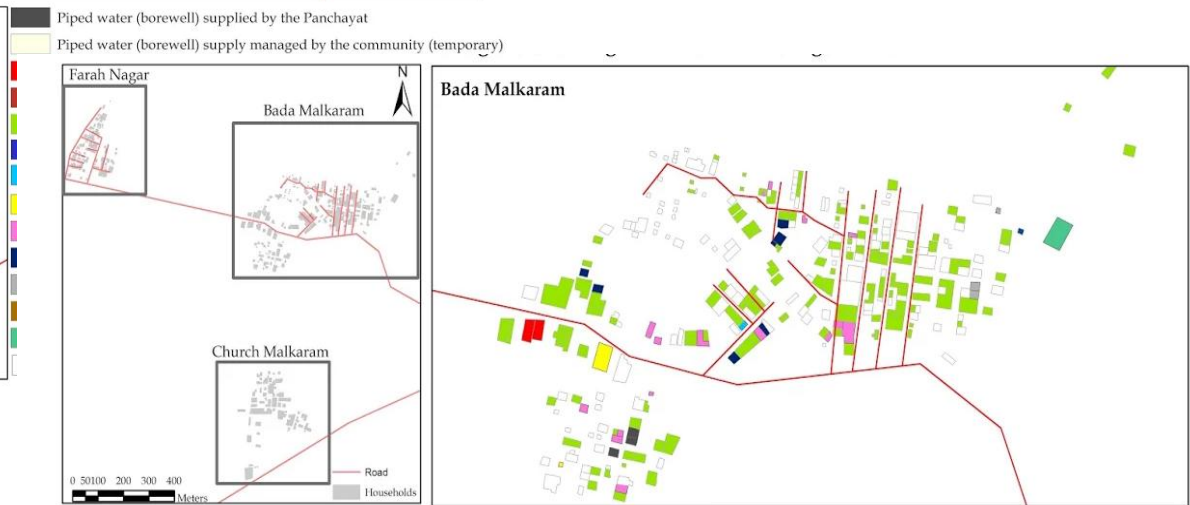 Piped water (borewell) supplied by the Panchayat
Piped water (borewell) supply managed by the community (temporary)
Farah Nagar
N
Bada Malkaram
Church Malkaram
Road
Households
0 50100 200 300 400
Meters
Bada Malkaram